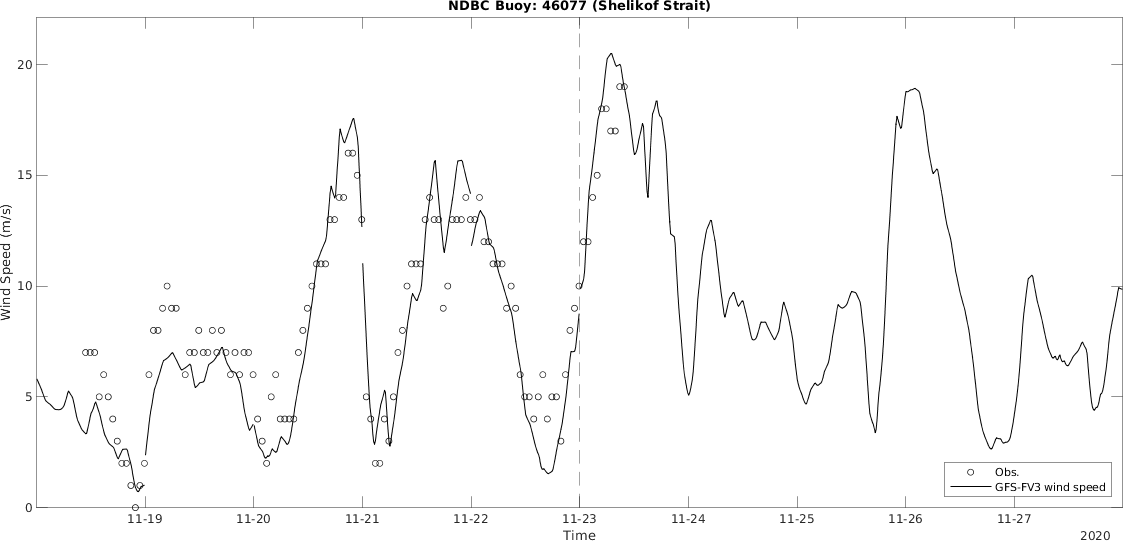 NDBC Buoy: 46077 (Shelikof Strait)
20
15
10
5
0
Wind Speed (m/s)
11-19 11-20 11-21 11-22 11-23 11-24 11-25 11-26 11-27
Time
2020
Obs.
GFS-FV3 wind speed